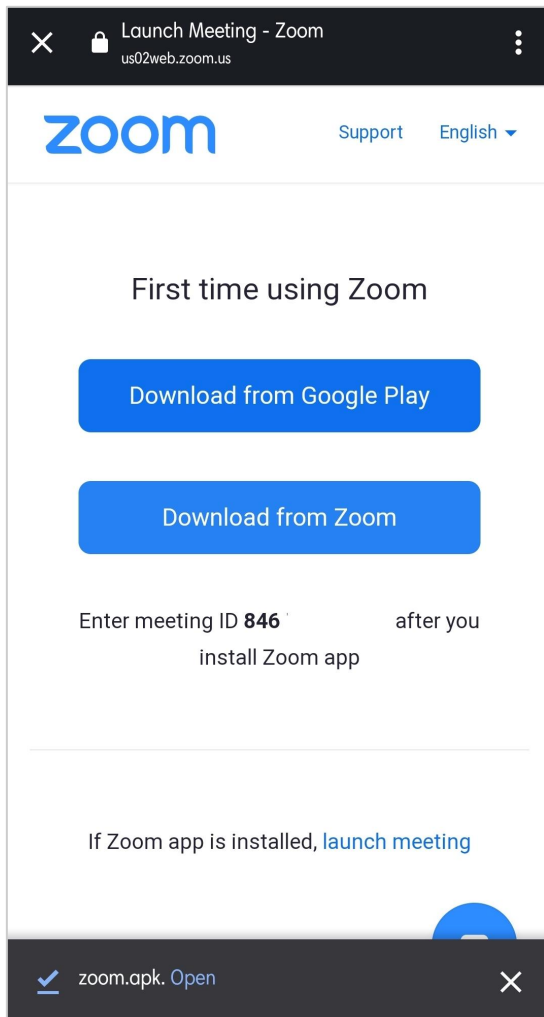 Launch Meeting - Zoom
us02web.zoom.us
zoom
Support English
First time using Zoom
Download from Google Play
Download from Zoom
Enter meeting ID 846 after you
install Zoom app
If Zoom app is installed, launch meeting
zoom.apk. Open